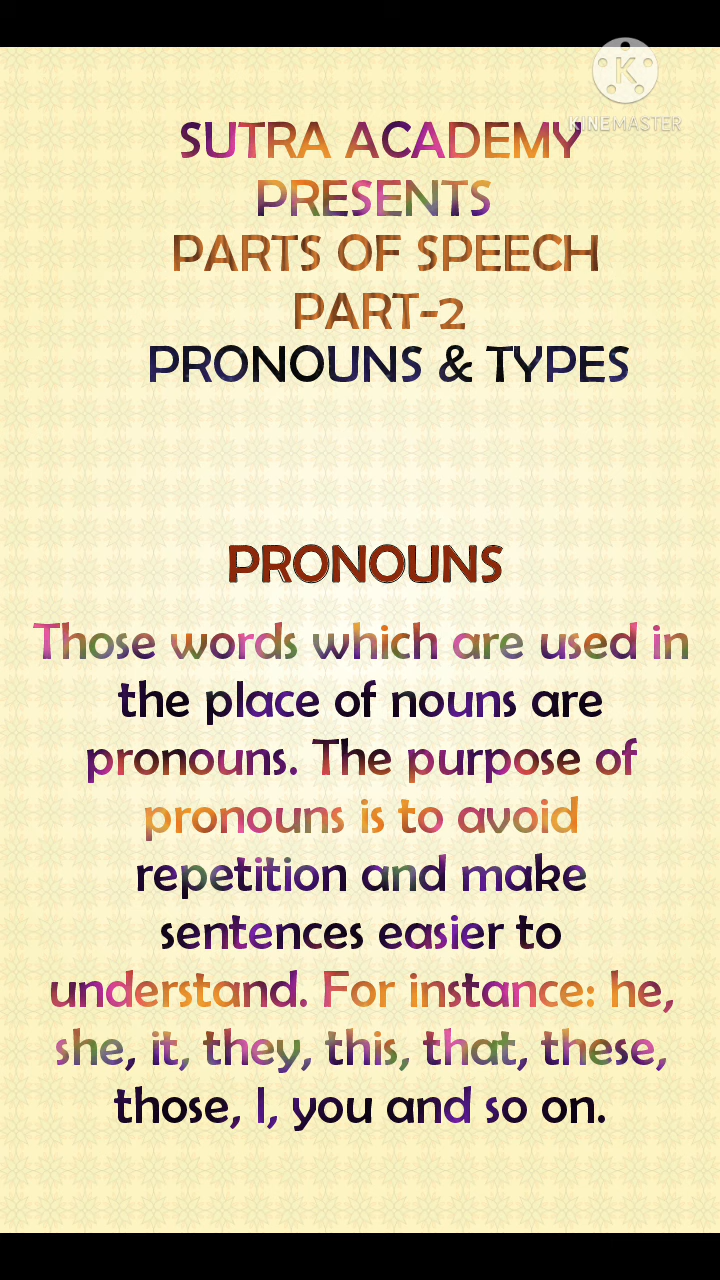 K
KINEMASTER
SUTRA ACADEMY
PRESENTS
PARTS OF SPEECH
PART-2
PRONOUNS & TYPES
PRONOUNS
Those words which are used in
the place of nouns are
pronouns. The purpose of
pronouns is to avoid
repetition and make
sentences easier to
understand. For instance: he,
she, it, they, this, that, these,
those, I, you and so on.